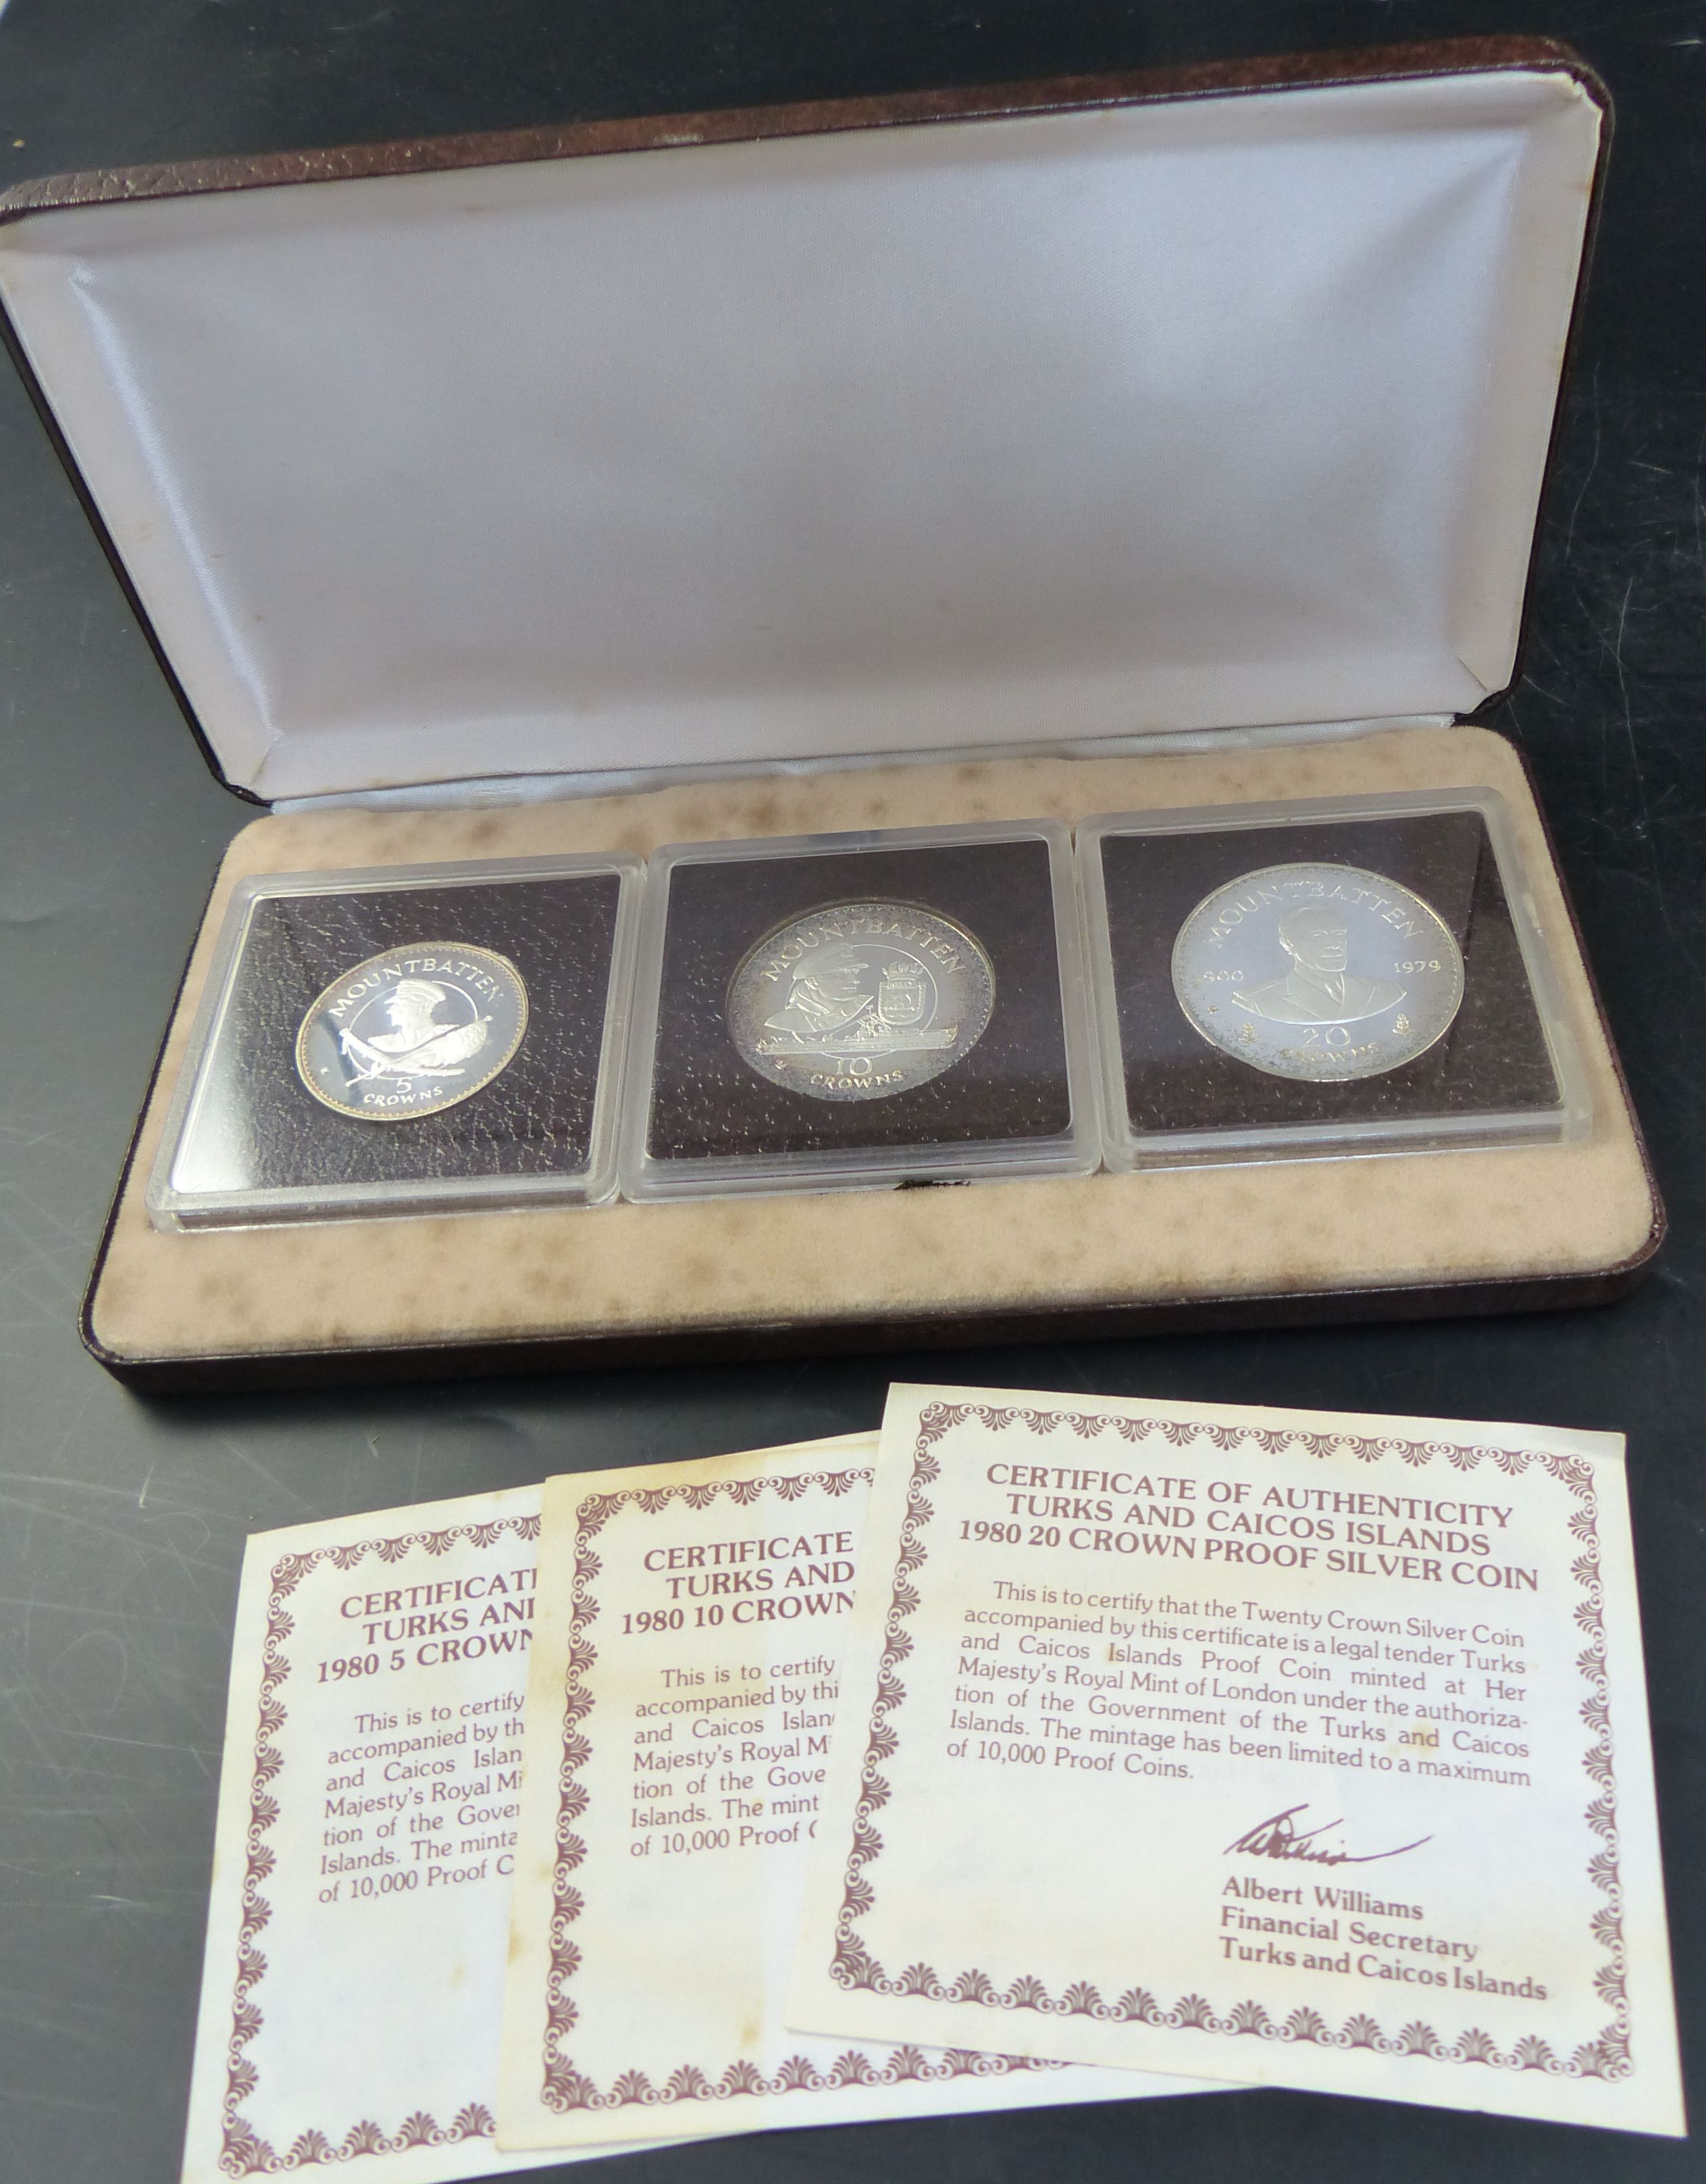 MOUNTBATTEN
5
CROWNS
MOUNTBATTEN
10
CROWNS
MOUNTBATTEN
900 1979
20
CROWNS
CERTIFICAT
TURKS AN
1980 5 CROWN
This is to certify
accompanied by th
and Caicos Islan
Majesty's Royal Mi
tion of the Gover
Islands. The minta
of 10,000 Proof C
CERTIFICATE
TURKS AND
1980 10 CROWN
This is to certify
accompanied by thi
and Caicos Islan
Majesty's Royal M
tion of the Gove
Islands. The mint
of 10,000 Proof
CERTIFICATE OF AUTHENTICITY
TURKS AND CAICOS ISLANDS
1980 20 CROWN PROOF SILVER COIN
This is to certify that the Twenty Crown Silver Coin
accompanied by this certificate is a legal tender Turks
and Caicos Islands Proof Coin minted at Her
Majesty's Royal Mint of London under the authoriza-
tion of the Government of the Turks and Caicos
Islands. The mintage has been limited to a maximum
of 10,000 Proof Coins.
Albert Williams
Financial Secretary
Turks and Caicos Islands